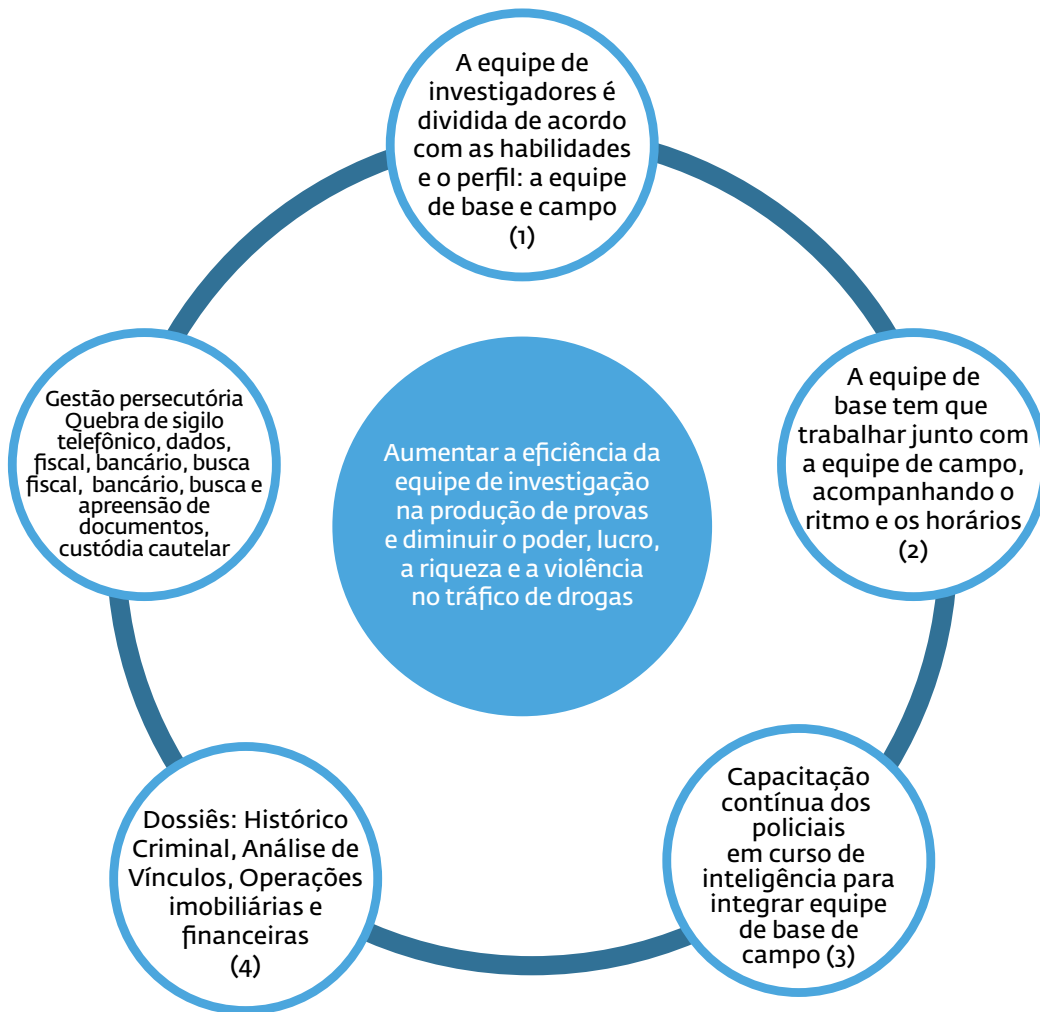 A equipe de
investigadores é
dividida de acordo
com as habilidades
e o perfil: a equipe
de base e campo
(1)
A equipe de
base tem que
trabalhar junto com
a equipe de campo,
acompanhando o
ritmo e os horários
(2)
Capacitação
contínua dos
policiais
em curso de
inteligência para
integrar equipe
de base de
campo (3)
Dossiês: Histórico
Criminal, Análise de
Vínculos, Operações
imobiliárias e
financeiras
(4)
Gestão persecutória
Quebra de sigilo
telefônico, dados,
fiscal, bancário, busca
fiscal, bancário, busca e
apreensão de
documentos,
custódia cautelar
Aumentar a eficiência da
equipe de investigação
na produção de provas
e diminuir o poder, lucro,
a riqueza e a violência
no tráfico de drogas